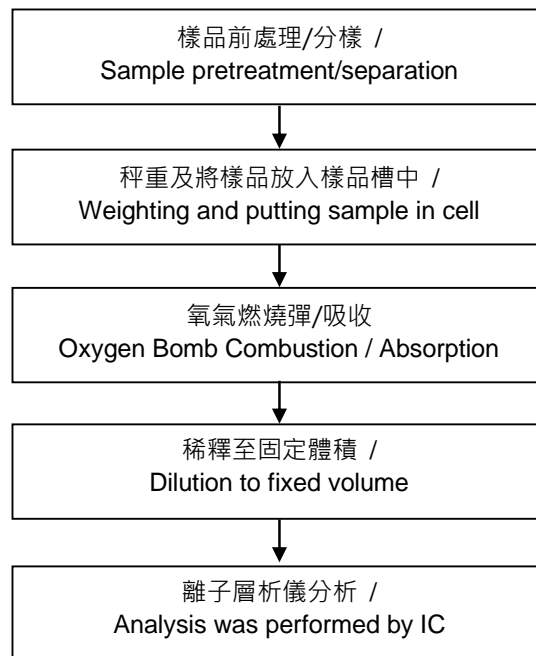 樣品前處理/分樣 /
Sample pretreatment/separation
秤重及將樣品放入樣品槽中 /
Weighting and putting sample in cell
氧氣燃燒彈/吸收
Oxygen Bomb Combustion / Absorption
稀釋至固定體積 /
Dilution to fixed volume
離子層析儀分析 /
Analysis was performed by IC